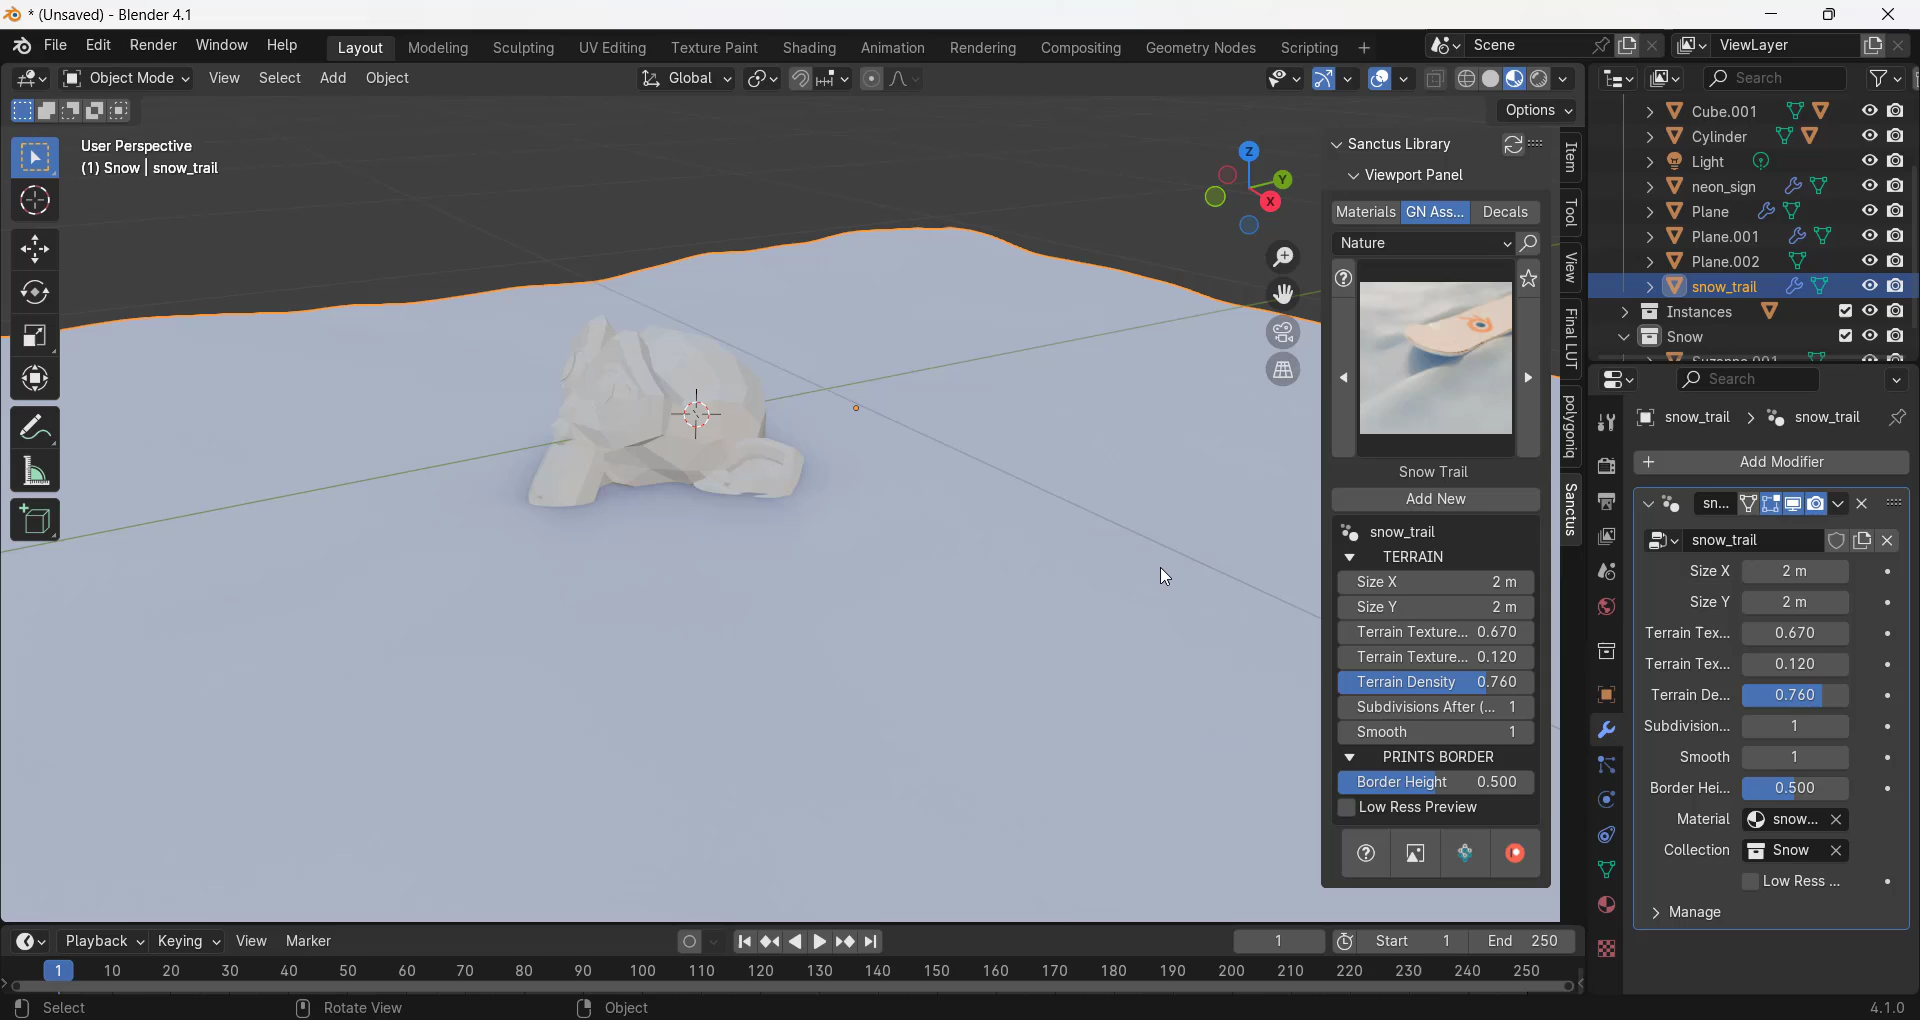 * (Unsaved) - Blender 4.1
File Edit Render Window Help Layout Modeling Sculpting UV Editing Texture Paint Shading Animation Rendering Compositing Geometry Nodes Scripting + Scene ViewLayer
Object Mode View Select Add Object Global Search
Options
User Perspective
(1) Snow | snow_trail
Z
Y
X
Sanctus Library
Viewport Panel
Materials GN Ass... Decals
Nature
Snow Trail
Add New
snow_trail
TERRAIN
Size X 2 m
Size Y 2 m
Terrain Texture... 0.670
Terrain Texture... 0.120
Terrain Density 0.760
Subdivisions After (... 1
Smooth 1
PRINTS BORDER
Border Height 0.500
Low Ress Preview
Item
Tool
View
Final LUT
polygoniq
Sanctus
Cube.001
Cylinder
Light
neon_sign
Plane
Plane.001
Plane.002
snow_trail
Instances
Snow
Suzanne.001
Search
snow_trail > snow_trail
+ Add Modifier
sn...
snow_trail
Size X 2 m
Size Y 2 m
Terrain Tex... 0.670
Terrain Tex... 0.120
Terrain De... 0.760
Subdivision... 1
Smooth 1
Border Hei... 0.500
Material snow...
Collection Snow
Low Ress ...
Manage
Playback Keying View Marker 1 Start 1 End 250
1 10 20 30 40 50 60 70 80 90 100 110 120 130 140 150 160 170 180 190 200 210 220 230 240 250
Select Rotate View Object 4.1.0